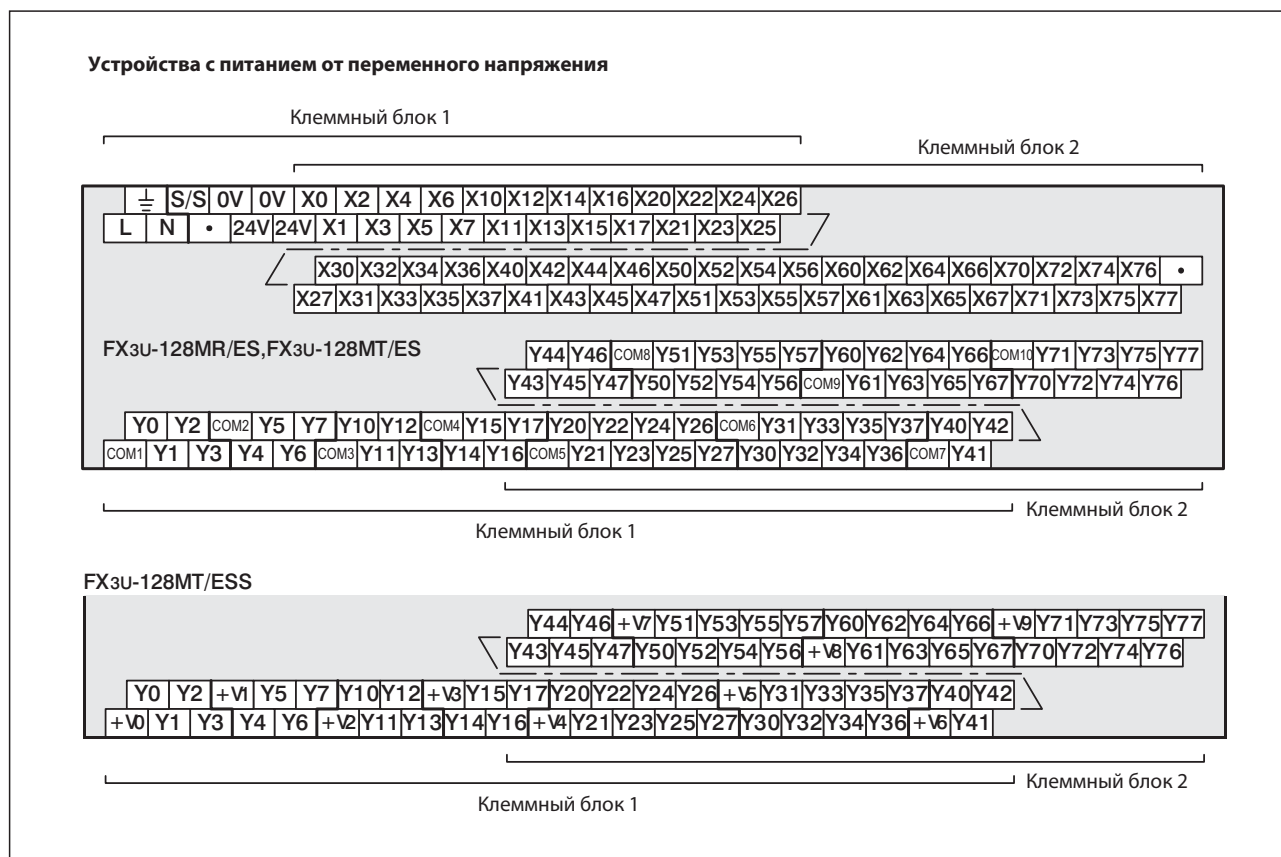 Устройства с питанием от переменного напряжения
Клеммный блок 1
Клеммный блок 2
S/S 0V 0V X0 X2 X4 X6 X10 X12 X14 X16 X20 X22 X24 X26
L N • 24V 24V X1 X3 X5 X7 X11 X13 X15 X17 X21 X23 X25
X30 X32 X34 X36 X40 X42 X44 X46 X50 X52 X54 X56 X60 X62 X64 X66 X70 X72 X74 X76 •
X27 X31 X33 X35 X37 X41 X43 X45 X47 X51 X53 X55 X57 X61 X63 X65 X67 X71 X73 X75 X77
FX3U-128MR/ES,FX3U-128MT/ES
Y44 Y46 COM8 Y51 Y53 Y55 Y57 Y60 Y62 Y64 Y66 COM10 Y71 Y73 Y75 Y77
Y43 Y45 Y47 Y50 Y52 Y54 Y56 COM9 Y61 Y63 Y65 Y67 Y70 Y72 Y74 Y76
Y0 Y2 COM2 Y5 Y7 Y10 Y12 COM4 Y15 Y17 Y20 Y22 Y24 Y26 COM6 Y31 Y33 Y35 Y37 Y40 Y42
COM1 Y1 Y3 Y4 Y6 COM3 Y11 Y13 Y14 Y16 COM5 Y21 Y23 Y25 Y27 Y30 Y32 Y34 Y36 COM7 Y41
Клеммный блок 2
Клеммный блок 1
FX3U-128MT/ESS
Y44 Y46 +V7 Y51 Y53 Y55 Y57 Y60 Y62 Y64 Y66 +V9 Y71 Y73 Y75 Y77
Y43 Y45 Y47 Y50 Y52 Y54 Y56 +V8 Y61 Y63 Y65 Y67 Y70 Y72 Y74 Y76
Y0 Y2 +V1 Y5 Y7 Y10 Y12 +V3 Y15 Y17 Y20 Y22 Y24 Y26 +V5 Y31 Y33 Y35 Y37 Y40 Y42
+V0 Y1 Y3 Y4 Y6 +V2 Y11 Y13 Y14 Y16 +V4 Y21 Y23 Y25 Y27 Y30 Y32 Y34 Y36 +V6 Y41
Клеммный блок 2
Клеммный блок 1